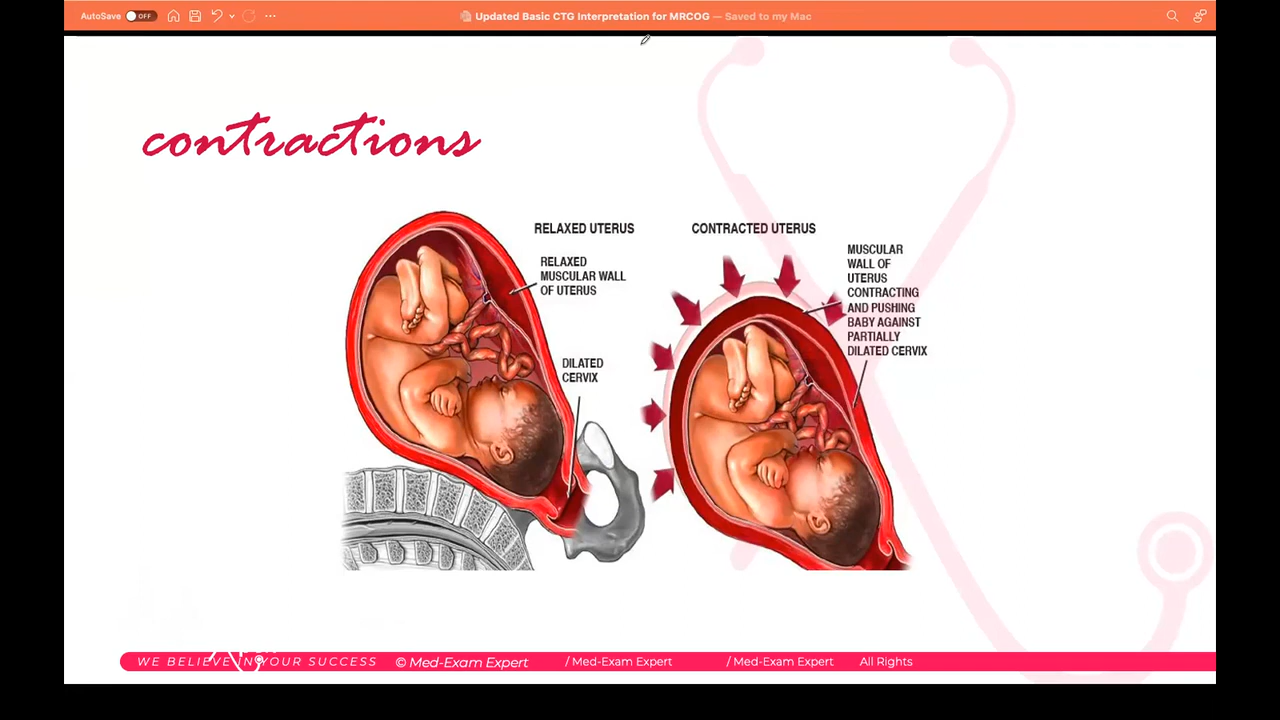 AutoSave OFF
Updated Basic CTG Interpretation for MRCOG — Saved to my Mac
contractions
RELAXED UTERUS
RELAXED
MUSCULAR WALL
OF UTERUS
DILATED
CERVIX
CONTRACTED UTERUS
MUSCULAR
WALL OF
UTERUS
CONTRACTING
AND PUSHING
BABY AGAINST
PARTIALLY
DILATED CERVIX
WE BELIEVE IN YOUR SUCCESS © Med-Exam Expert / Med-Exam Expert / Med-Exam Expert All Rights